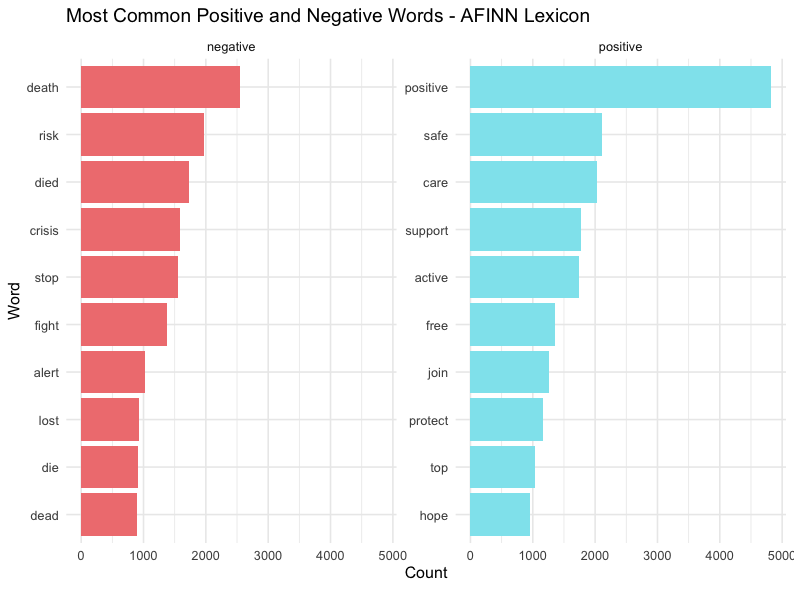 Most Common Positive and Negative Words - AFINN Lexicon
negative
positive
Word
death
risk
died
crisis
stop
fight
alert
lost
die
dead
positive
safe
care
support
active
free
join
protect
top
hope
0 1000 2000 3000 4000 5000
0 1000 2000 3000 4000 5000
Count